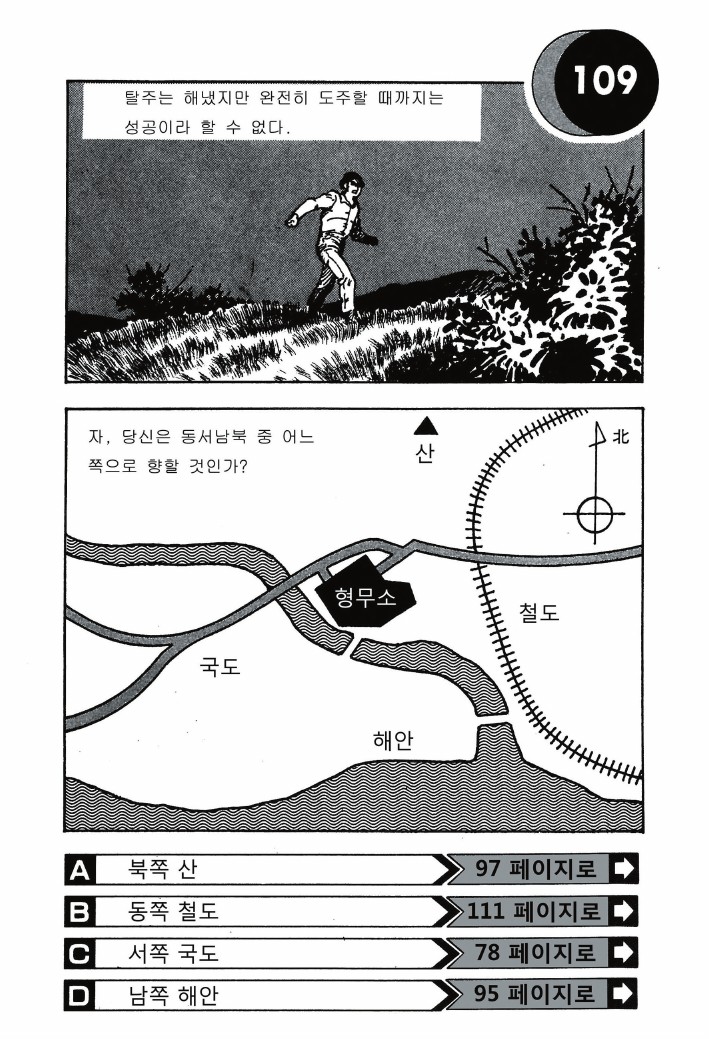 109
탈주는 해냈지만 완전히 도주할 때까지는
성공이라 할 수 없다.
자, 당신은 동서남북 중 어느
쪽으로 향할 것인가?
산
北
형무소
철도
국도
해안
A 북쪽 산 97 페이지로
B 동쪽 철도 111 페이지로
C 서쪽 국도 78 페이지로
D 남쪽 해안 95 페이지로